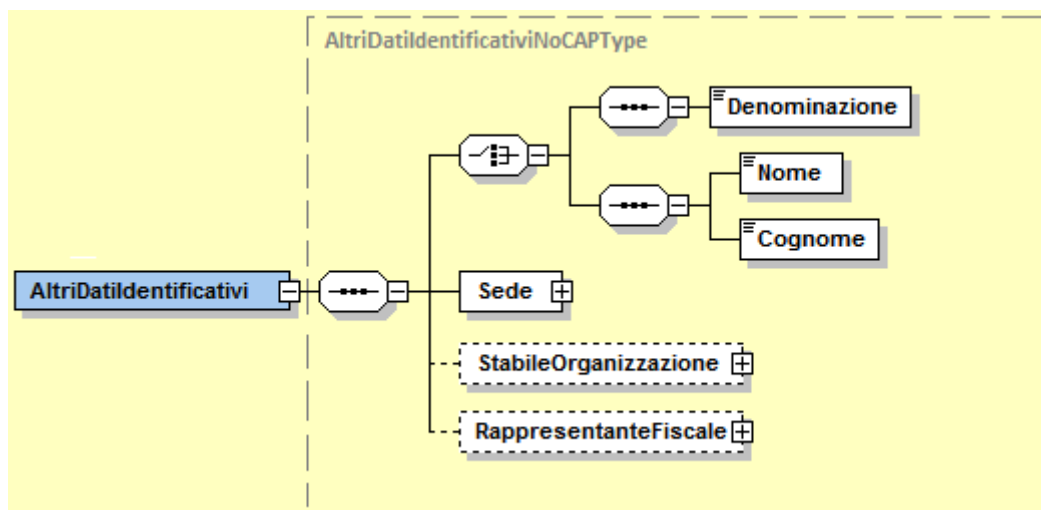 AltriDatiIdentificativiNoCAPType
Denominazione
Nome
Cognome
AltriDatiIdentificativi
Sede
StabileOrganizzazione
RappresentanteFiscale